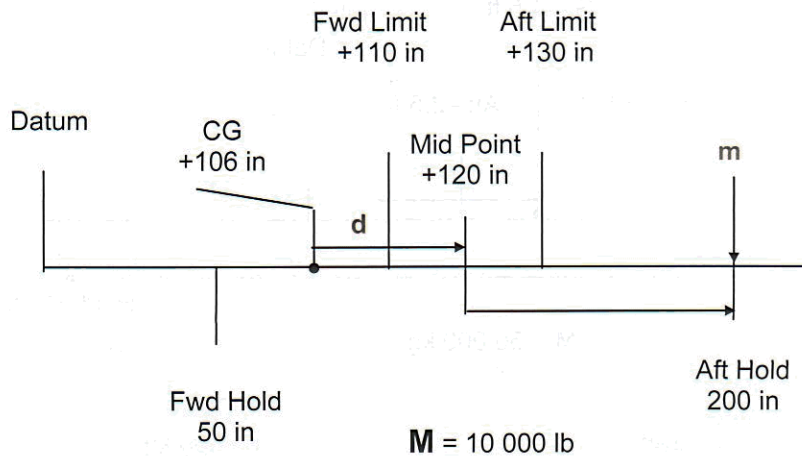 Fwd Limit
+110 in
Aft Limit
+130 in
Datum
CG
+106 in
Mid Point
+120 in
m
d
Fwd Hold
50 in
Aft Hold
200 in
M = 10 000 lb